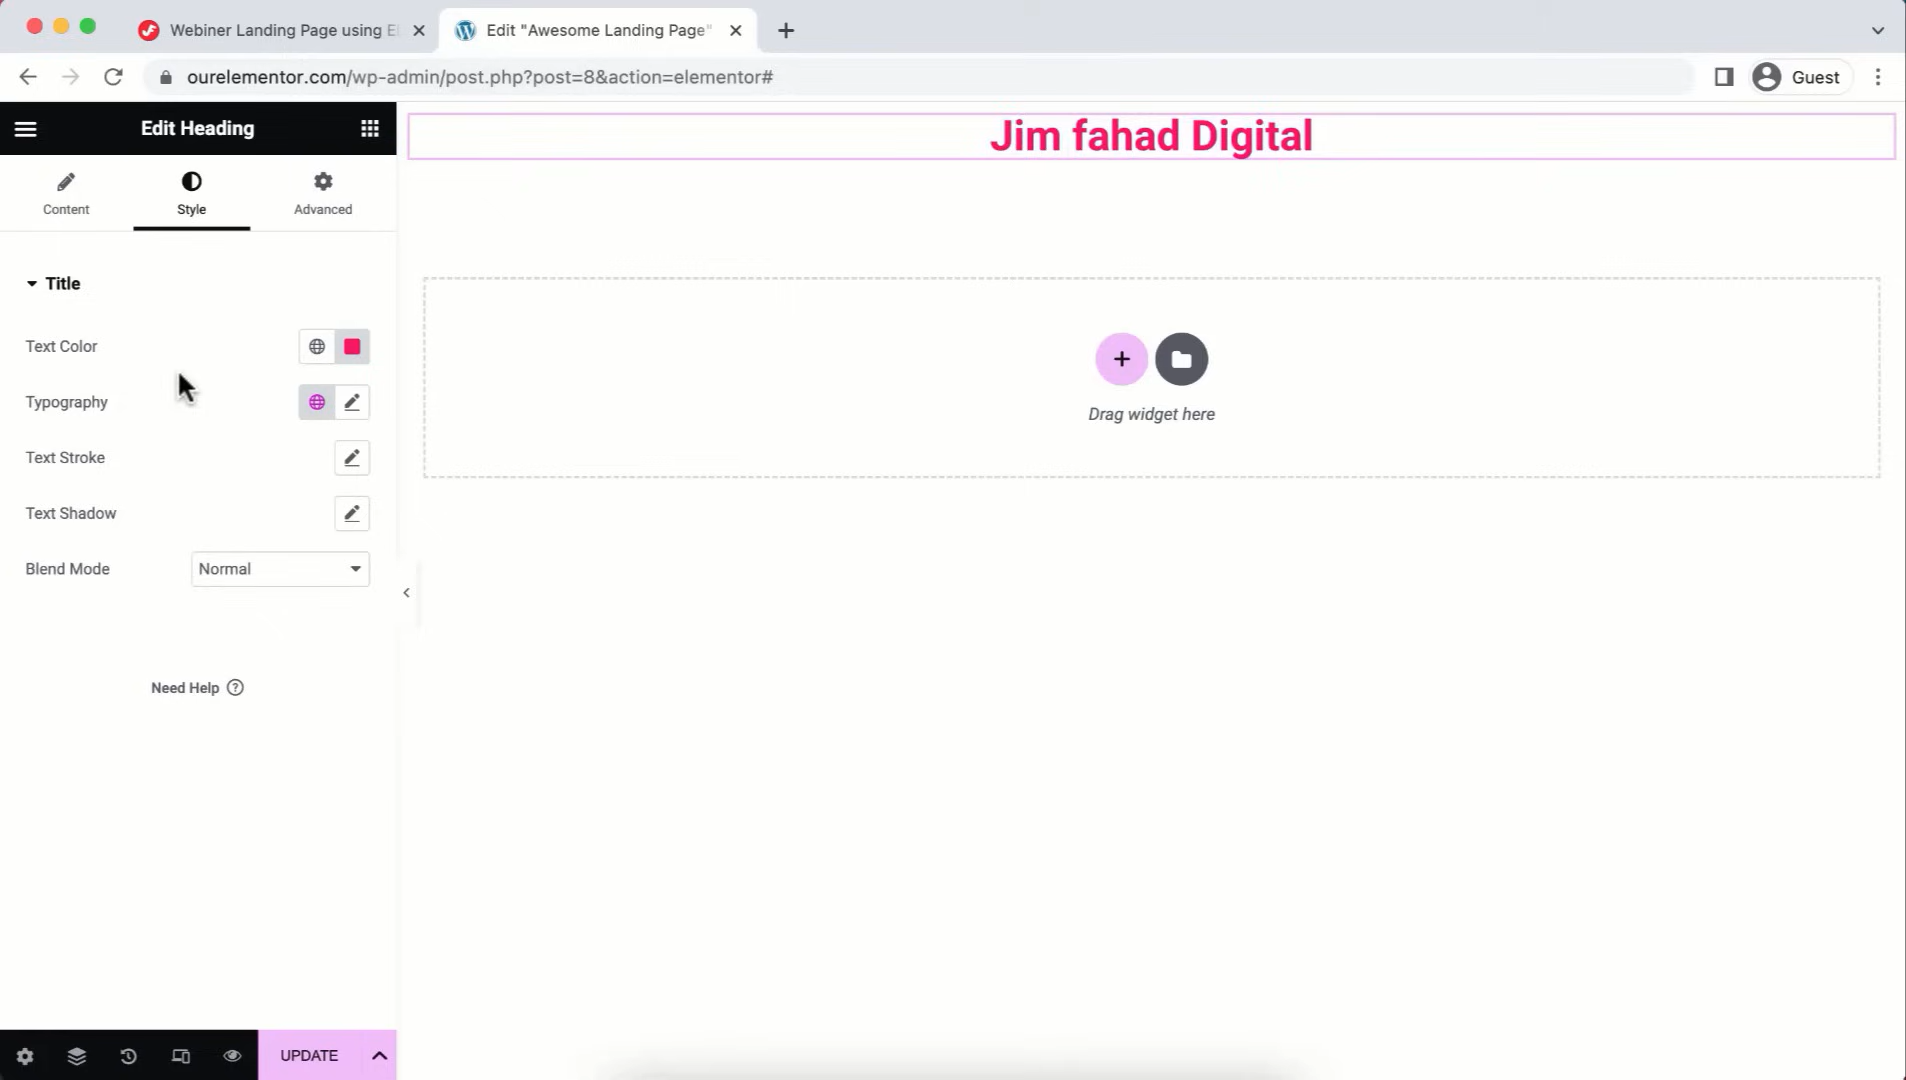 Webiner Landing Page using El
Edit "Awesome Landing Page"
ourelementor.com/wp-admin/post.php?post=8&action=elementor#
Guest
Edit Heading
Jim fahad Digital
Content
Style
Advanced
Title
Text Color
Typography
Text Stroke
Text Shadow
Blend Mode
Normal
Drag widget here
Need Help
UPDATE